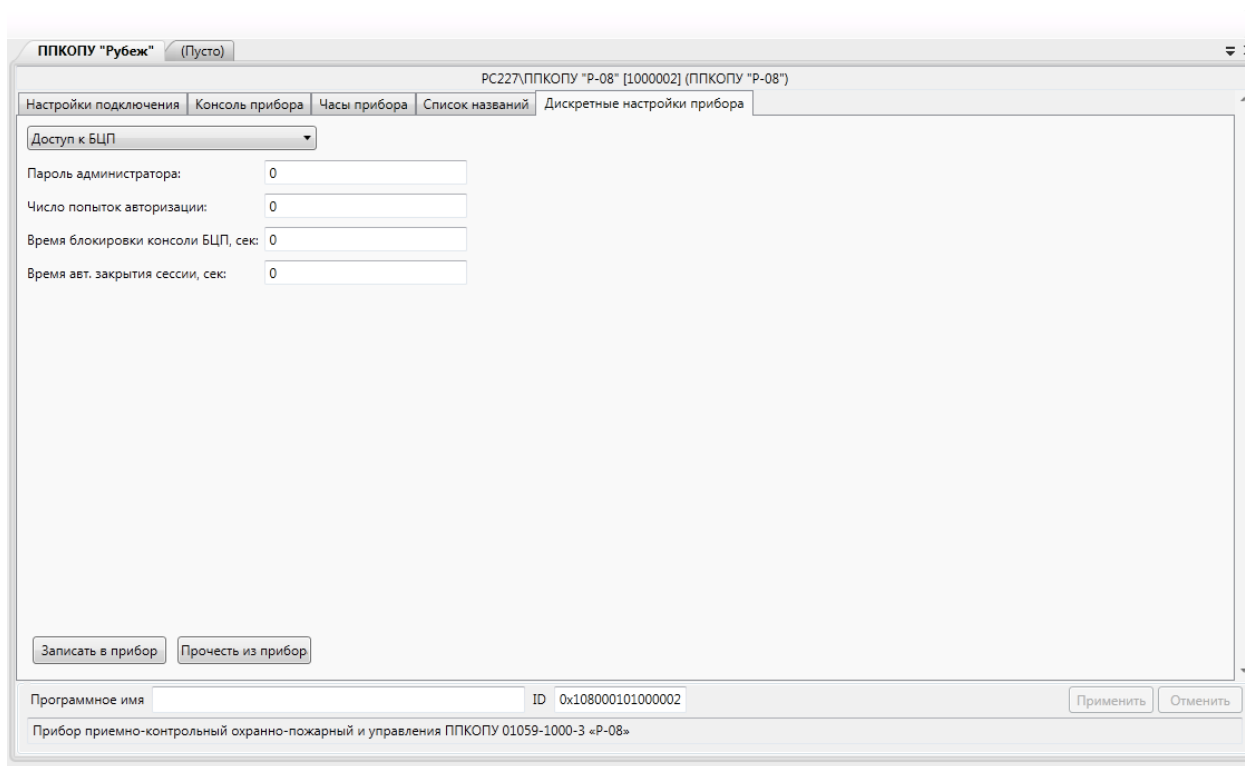 ППКОПУ "Рубеж" (Пусто)
РС227\ППКОПУ "Р-08" [1000002] (ППКОПУ "Р-08")
Настройки подключения Консоль прибора Часы прибора Список названий Дискретные настройки прибора
Доступ к БЦП
Пароль администратора: 0
Число попыток авторизации: 0
Время блокировки консоли БЦП, сек: 0
Время авт. закрытия сессии, сек: 0
Записать в прибор Прочесть из прибор
Программное имя ID 0x108000101000002 Применить Отменить
Прибор приемно-контрольный охранно-пожарный и управления ППКОПУ 01059-1000-3 «Р-08»